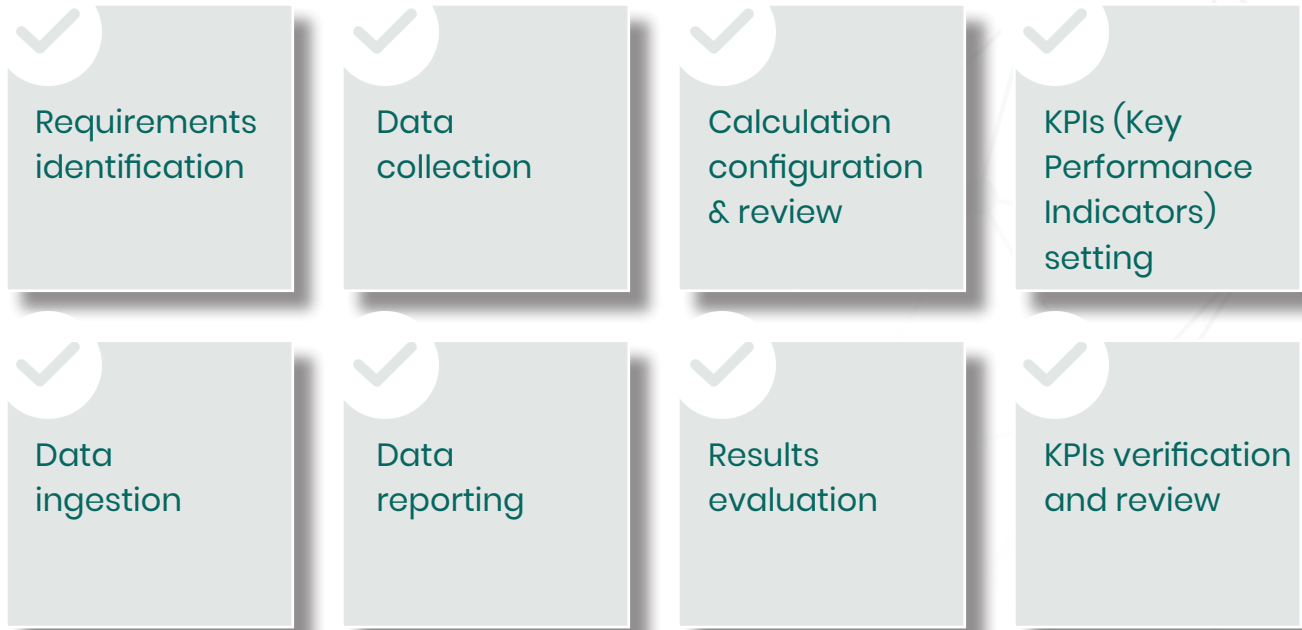 Requirements
identification
Data
collection
Calculation
configuration
& review
KPIs (Key
Performance
Indicators)
setting
Data
ingestion
Data
reporting
Results
evaluation
KPIs verification
and review